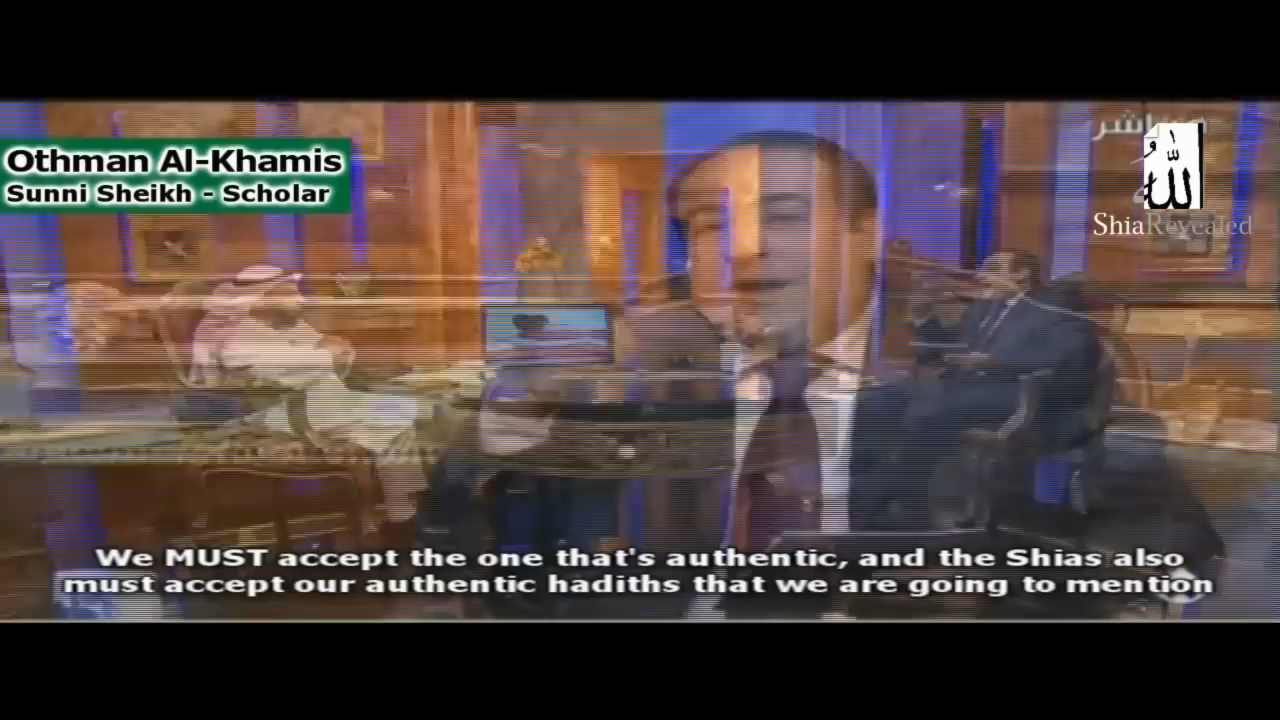 Othman Al-Khamis
Sunni Sheikh - Scholar
مباشر
الله
ShiaRevealed
We MUST accept the one that's authentic, and the Shias also
must accept our authentic hadiths that we are going to mention